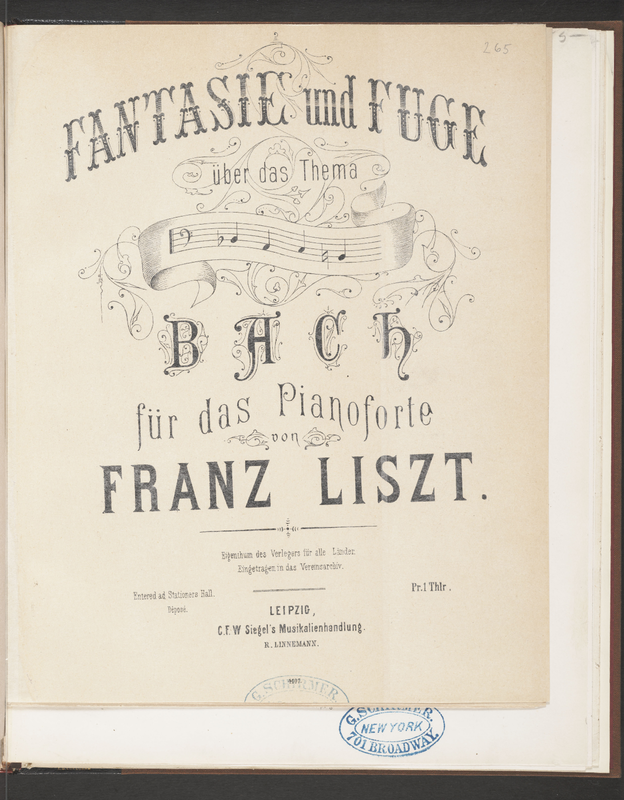 265
FANTASIE und FUGE
über das Thema
BACH
für das Pianoforte
von
FRANZ LISZT.
Eigenthum des Verlegers für alle Länder.
Eingetragen in das Vereinsarchiv.
Entered ad Stationers Hall.
Déposé.
Pr. 1 Thlr.
LEIPZIG,
C.F.W Siegel's Musikalienhandlung.
R. LINNEMANN.
G. SCHIRMER.
G. SCHIRMER.
NEW YORK
701 BROADWAY.